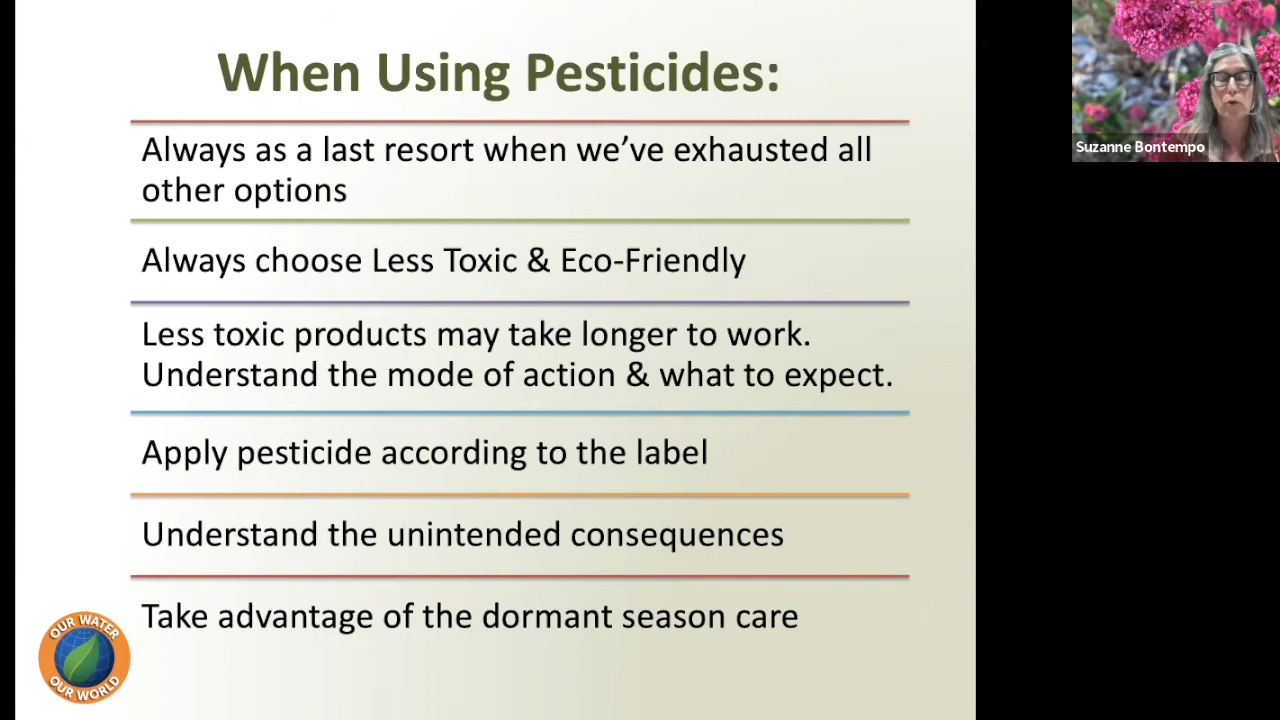 When Using Pesticides:
Always as a last resort when we’ve exhausted all
other options
Always choose Less Toxic & Eco-Friendly
Less toxic products may take longer to work.
Understand the mode of action & what to expect.
Apply pesticide according to the label
Understand the unintended consequences
Take advantage of the dormant season care
OUR WATER
OUR WORLD
Suzanne Bontempo